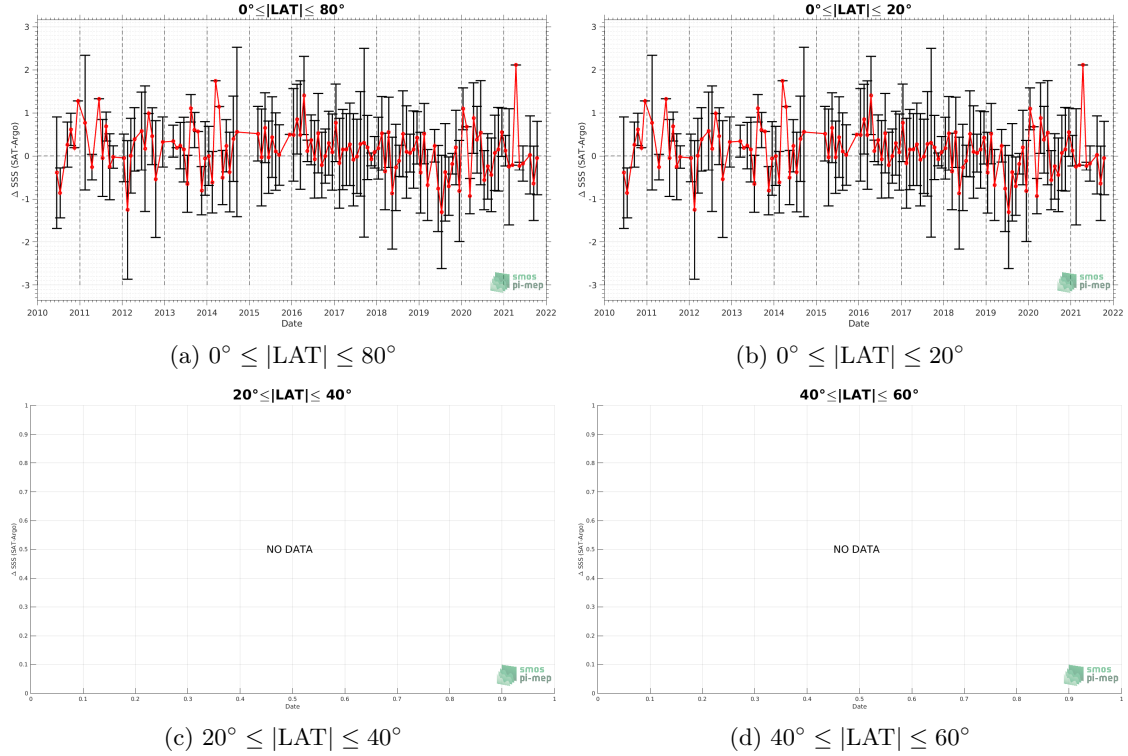 0°≤|LAT|≤ 80°
3
2
1
0
-1
-2
-3
Δ SSS (SAT-Argo)
2010 2011 2012 2013 2014 2015 2016 2017 2018 2019 2020 2021 2022
Date
smos
pi-mep
(a) 0° ≤ |LAT| ≤ 80°
0°≤|LAT|≤ 20°
3
2
1
0
-1
-2
-3
Δ SSS (SAT-Argo)
2010 2011 2012 2013 2014 2015 2016 2017 2018 2019 2020 2021 2022
Date
smos
pi-mep
(b) 0° ≤ |LAT| ≤ 20°
20°≤|LAT|≤ 40°
1
0.9
0.8
0.7
0.6
0.5
0.4
0.3
0.2
0.1
0
Δ SSS (SAT-Argo)
NO DATA
0 0.1 0.2 0.3 0.4 0.5 0.6 0.7 0.8 0.9 1
Date
smos
pi-mep
(c) 20° ≤ |LAT| ≤ 40°
40°≤|LAT|≤ 60°
1
0.9
0.8
0.7
0.6
0.5
0.4
0.3
0.2
0.1
0
Δ SSS (SAT-Argo)
NO DATA
0 0.1 0.2 0.3 0.4 0.5 0.6 0.7 0.8 0.9 1
Date
smos
pi-mep
(d) 40° ≤ |LAT| ≤ 60°